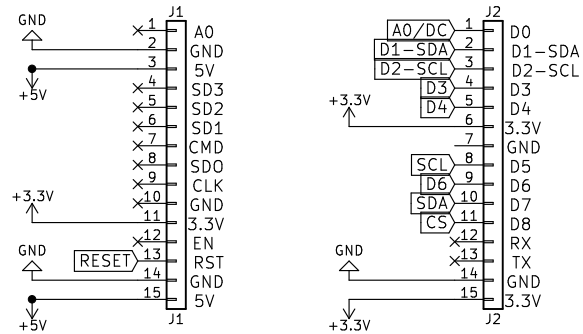 J1
GND
1 A0
2 GND
3 5V
+5V
4 SD3
5 SD2
6 SD1
7 CMD
8 SD0
9 CLK
10 GND
+3.3V
11 3.3V
12 EN
RESET 13 RST
GND
14 GND
15 5V
+5V
J1
J2
A0/DC 1 D0
D1-SDA 2 D1-SDA
D2-SCL 3 D2-SCL
D3 4 D3
D4 5 D4
+3.3V
6 3.3V
7 GND
SCL 8 D5
D6 9 D6
SDA 10 D7
CS 11 D8
12 RX
13 TX
GND
14 GND
15 3.3V
+3.3V
J2